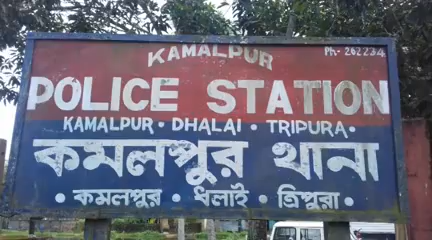 KAMALPUR
PH- 262234
POLICE STATION
KAMALPUR • DHALAI • TRIPURA •
কমলপুর থানা
• কমলপুর • ধলাই • ত্রিপুরা •